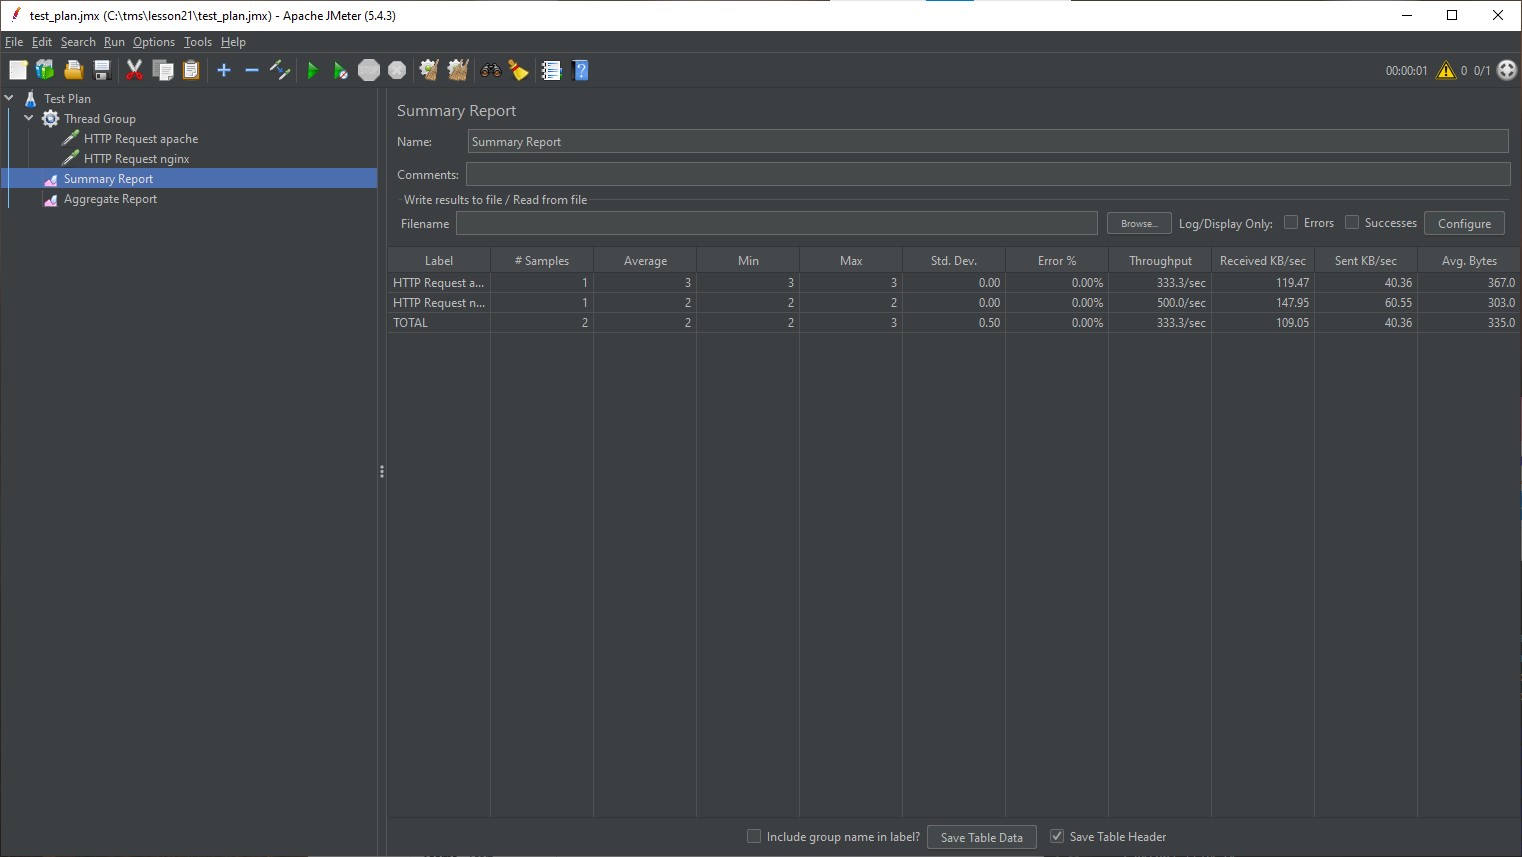 test_plan.jmx (C:\tms\lesson21\test_plan.jmx) - Apache JMeter (5.4.3)
File Edit Search Run Options Tools Help
00:00:01 0 0/1
Test Plan
Thread Group
HTTP Request apache
HTTP Request nginx
Summary Report
Aggregate Report
Summary Report
Name: Summary Report
Comments:
Write results to file / Read from file
Filename Browse... Log/Display Only: Errors Successes Configure
Label # Samples Average Min Max Std. Dev. Error % Throughput Received KB/sec Sent KB/sec Avg. Bytes
HTTP Request a... 1 3 3 3 0.00 0.00% 333.3/sec 119.47 40.36 367.0
HTTP Request n... 1 2 2 2 0.00 0.00% 500.0/sec 147.95 60.55 303.0
TOTAL 2 2 2 3 0.50 0.00% 333.3/sec 109.05 40.36 335.0
Include group name in label? Save Table Data Save Table Header